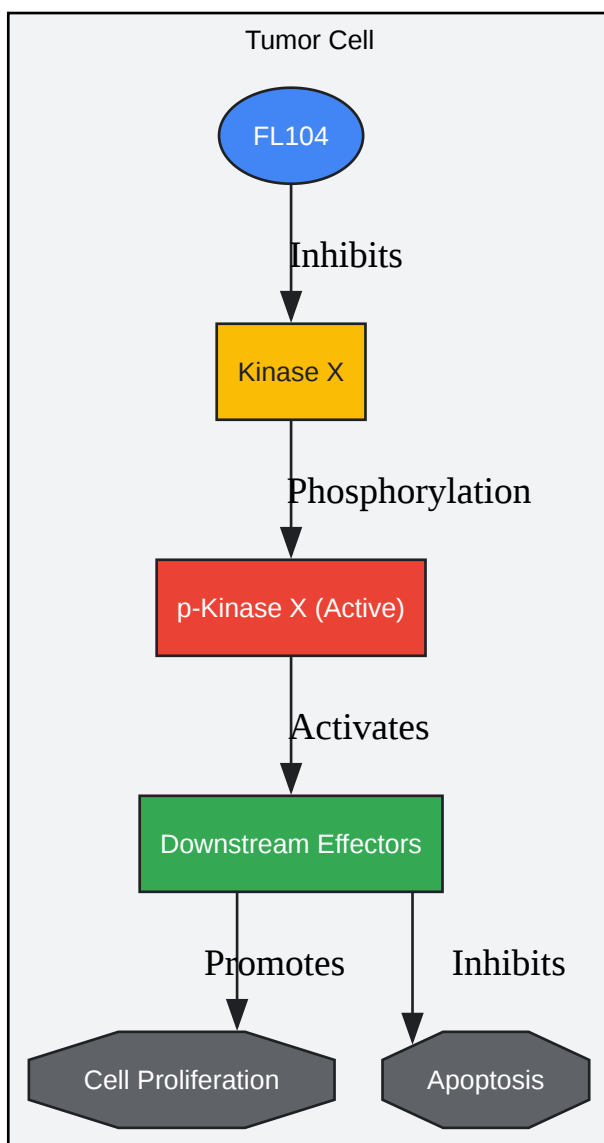 Tumor Cell
FL104
Inhibits
Kinase X
Phosphorylation
p-Kinase X (Active)
Activates
Downstream Effectors
Promotes
Inhibits
Cell Proliferation
Apoptosis